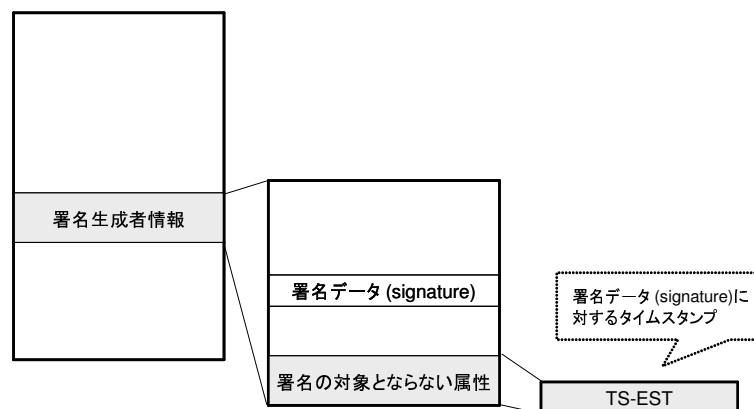 署名生成者情報
署名データ (signature)
署名データ (signature)に
対するタイムスタンプ
署名の対象とならない属性
TS-EST